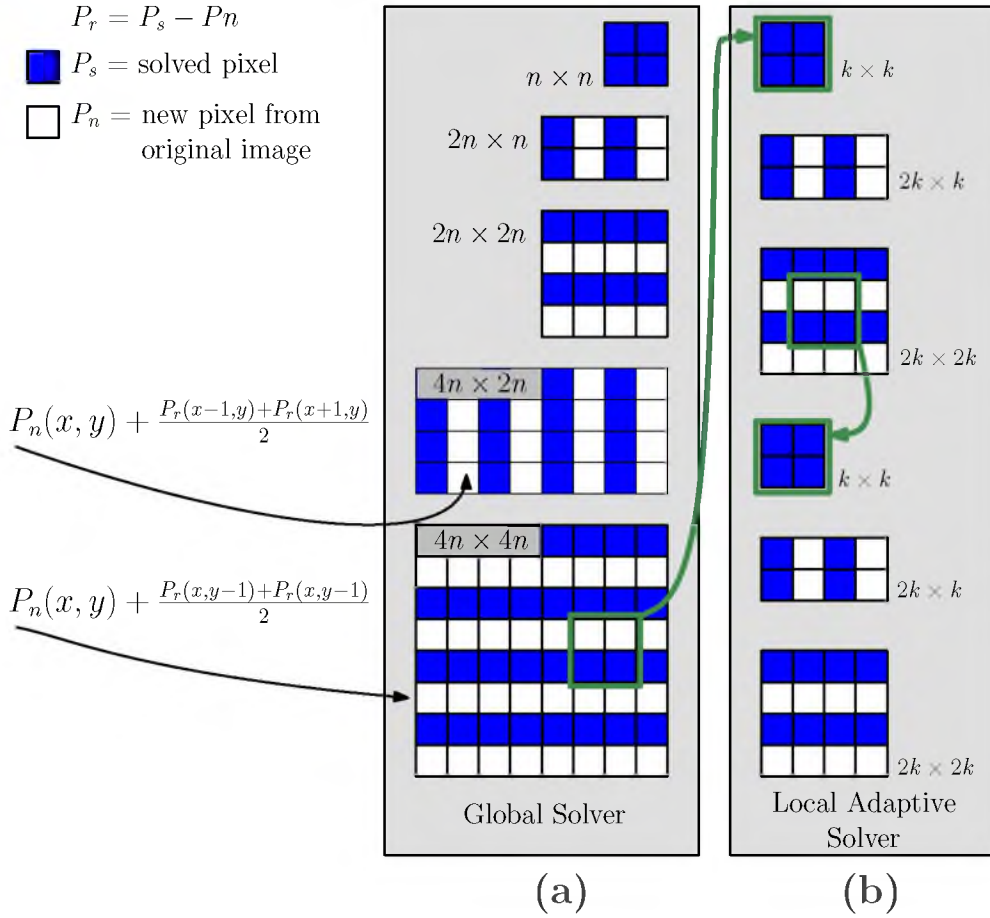 P_r = P_s − Pn
P_s = solved pixel
P_n = new pixel from
original image
n × n
2n × n
2n × 2n
4n × 2n
P_n(x, y) + \frac{P_r(x−1,y)+P_r(x+1,y)}{2}
4n × 4n
P_n(x, y) + \frac{P_r(x,y−1)+P_r(x,y−1)}{2}
Global Solver
(a)
k × k
2k × k
2k × 2k
k × k
2k × k
2k × 2k
Local Adaptive
Solver
(b)